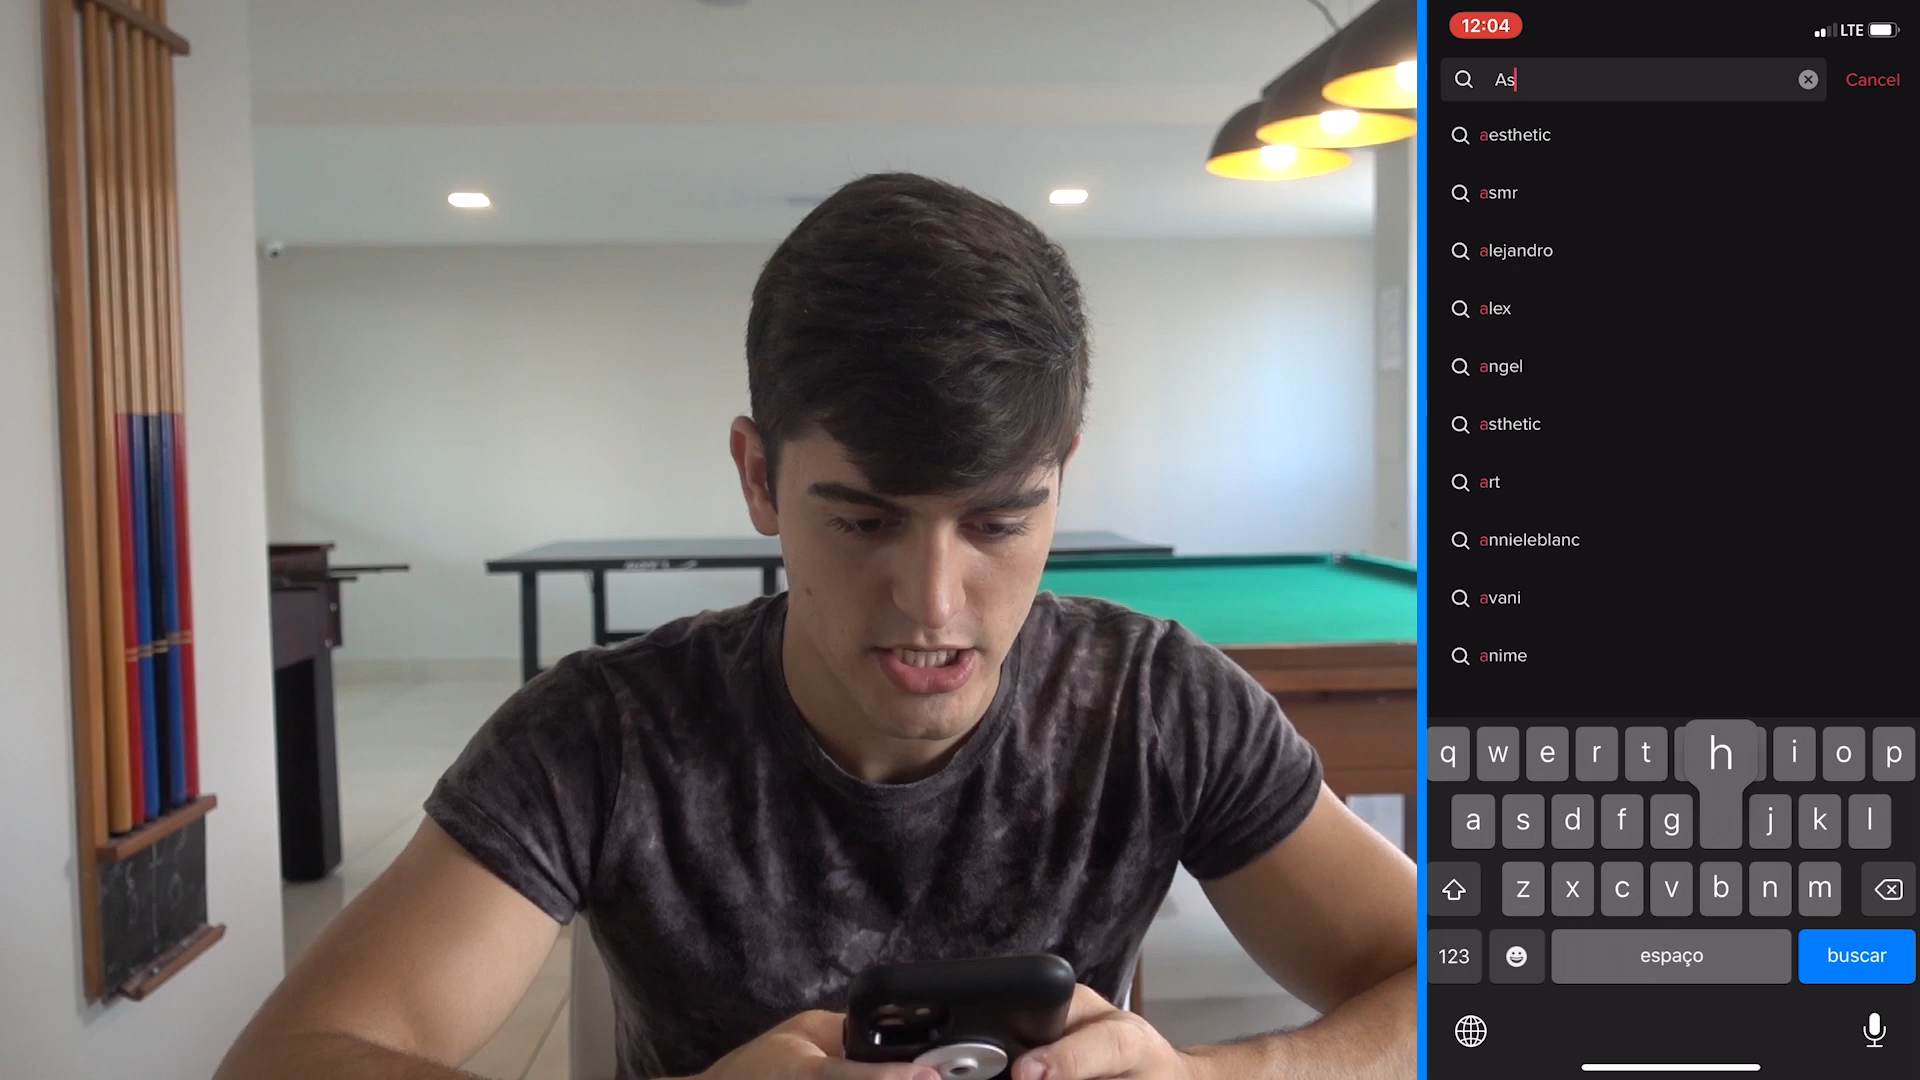 12:04
LTE
As
Cancel
aesthetic
asmr
alejandro
alex
angel
asthetic
art
annieleblanc
avani
anime
q w e r t h i o p
a s d f g j k l
z x c v b n m
123 espaço buscar